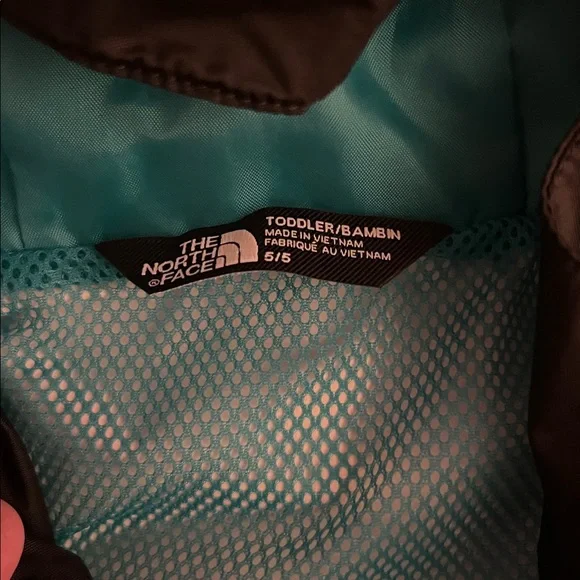 THE
NORTH
®FACE
TODDLER/BAMBIN
MADE IN VIETNAM
FABRIQUÉ AU VIETNAM
5/5